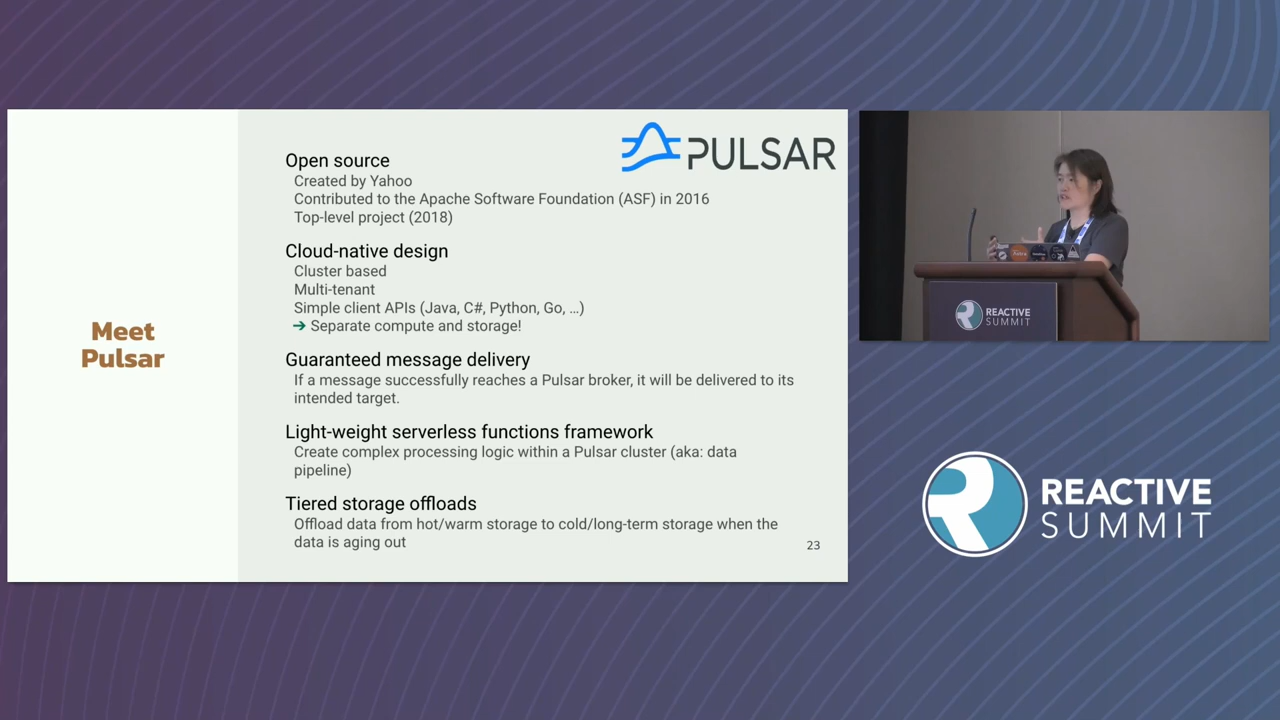 PULSAR
Open source
Created by Yahoo
Contributed to the Apache Software Foundation (ASF) in 2016
Top-level project (2018)
Cloud-native design
Cluster based
Multi-tenant
Simple client APIs (Java, C#, Python, Go, ...)
➔ Separate compute and storage!
Meet
Pulsar
Guaranteed message delivery
If a message successfully reaches a Pulsar broker, it will be delivered to its
intended target.
Light-weight serverless functions framework
Create complex processing logic within a Pulsar cluster (aka: data
pipeline)
Tiered storage offloads
Offload data from hot/warm storage to cold/long-term storage when the
data is aging out
23
REACTIVE
SUMMIT
REACTIVE
SUMMIT